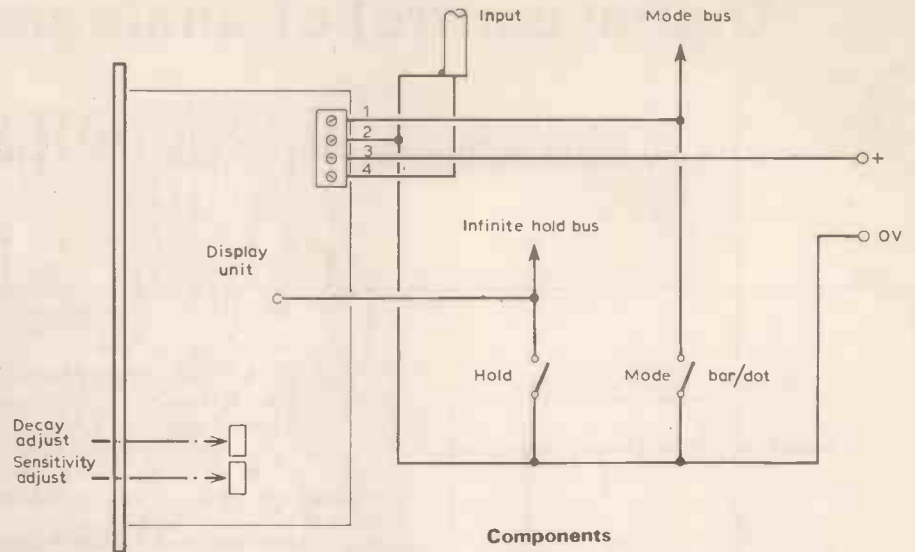 Input
Mode bus
1
2
3
4
+
0V
Infinite hold bus
Display
unit
Hold
Mode
bar/dot
Decay
adjust
Sensitivity
adjust
Components